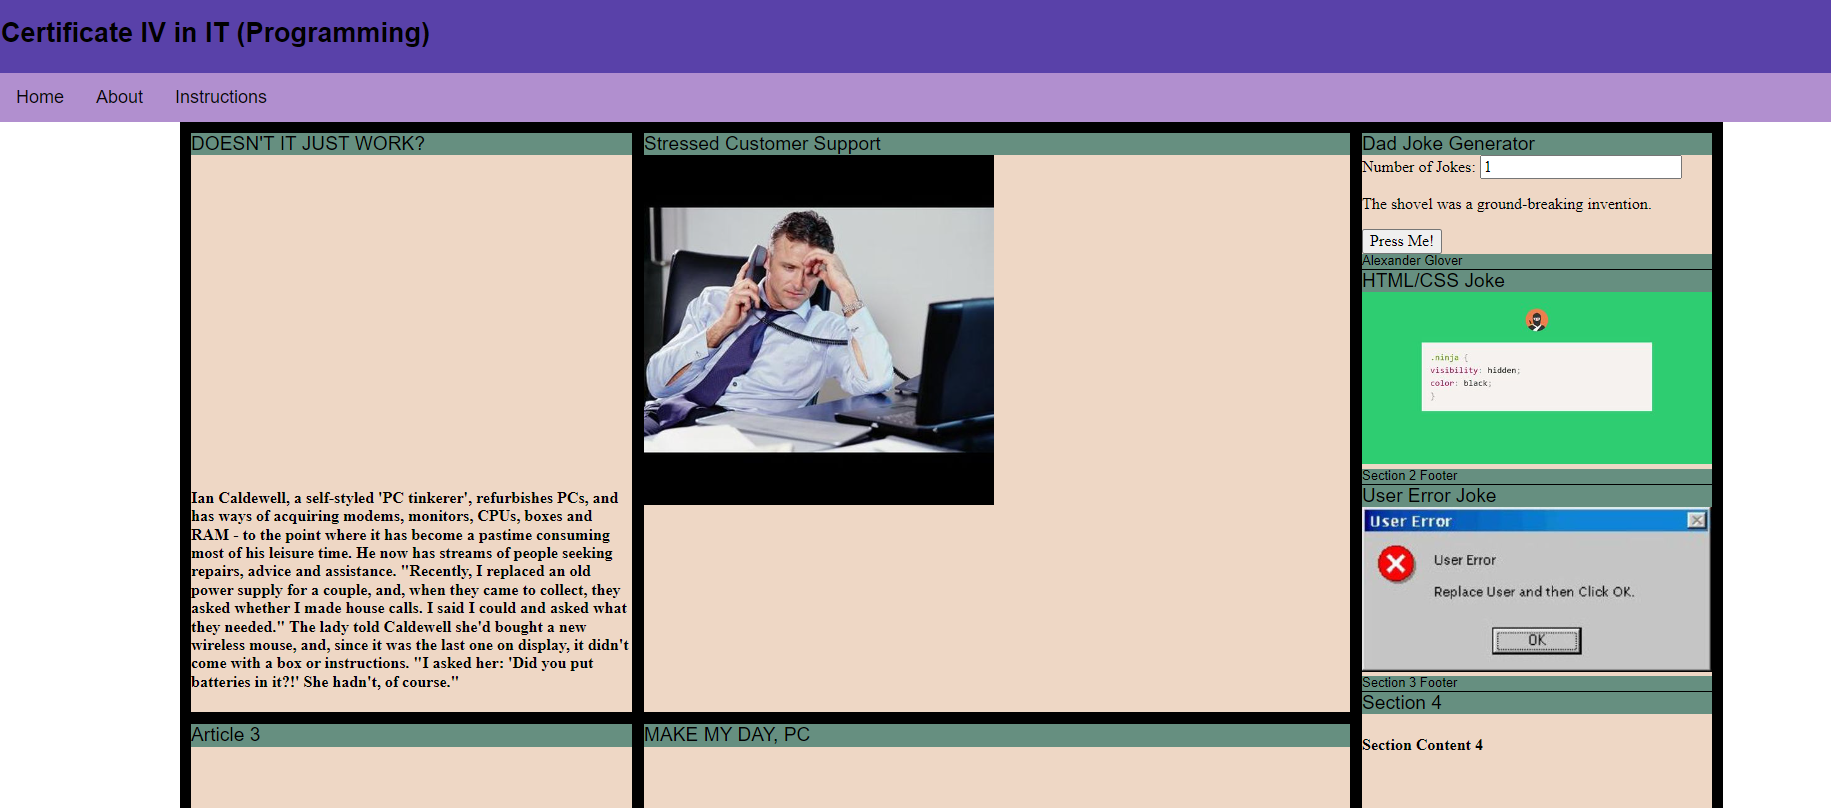 Certificate IV in IT (Programming)
Home About Instructions
DOESN'T IT JUST WORK?
Ian Caldewell, a self-styled 'PC tinkerer', refurbishes PCs, and
has ways of acquiring modems, monitors, CPUs, boxes and
RAM - to the point where it has become a pastime consuming
most of his leisure time. He now has streams of people seeking
repairs, advice and assistance. "Recently, I replaced an old
power supply for a couple, and, when they came to collect, they
asked whether I made house calls. I said I could and asked what
they needed." The lady told Caldewell she'd bought a new
wireless mouse, and, since it was the last one on display, it didn't
come with a box or instructions. "I asked her: 'Did you put
batteries in it?!' She hadn't, of course."
Stressed Customer Support
Dad Joke Generator
Number of Jokes: 1
The shovel was a ground-breaking invention.
Press Me!
Alexander Glover
HTML/CSS Joke
.ninja {
visibility: hidden;
color: black;
}
Section 2 Footer
User Error Joke
User Error
User Error
Replace User and then Click OK.
OK
Section 3 Footer
Section 4
Section Content 4
Article 3
MAKE MY DAY, PC